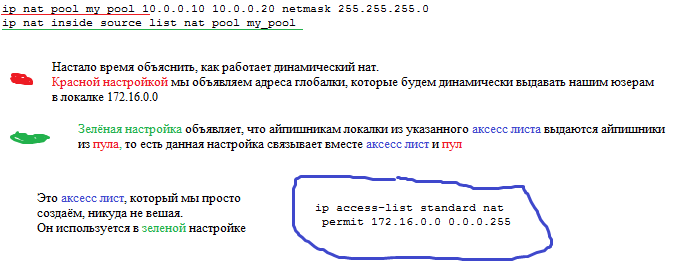 ip nat pool my_pool 10.0.0.10 10.0.0.20 netmask 255.255.255.0
ip nat inside source list nat pool my_pool
Настало время объяснить, как работает динамический нат.
Красной настройкой мы объявляем адреса глобалки, которые будем динамически выдавать нашим юзерам
в локалке 172.16.0.0
Зелёная настройка объявляет, что айпишникам локалки из указанного аксесс листа выдаются айпишники
из пула, то есть данная настройка связывает вместе аксесс лист и пул
Это аксесс лист, который мы просто
создаём, никуда не вешая.
Он используется в зеленой настройке
ip access-list standard nat
permit 172.16.0.0 0.0.0.255